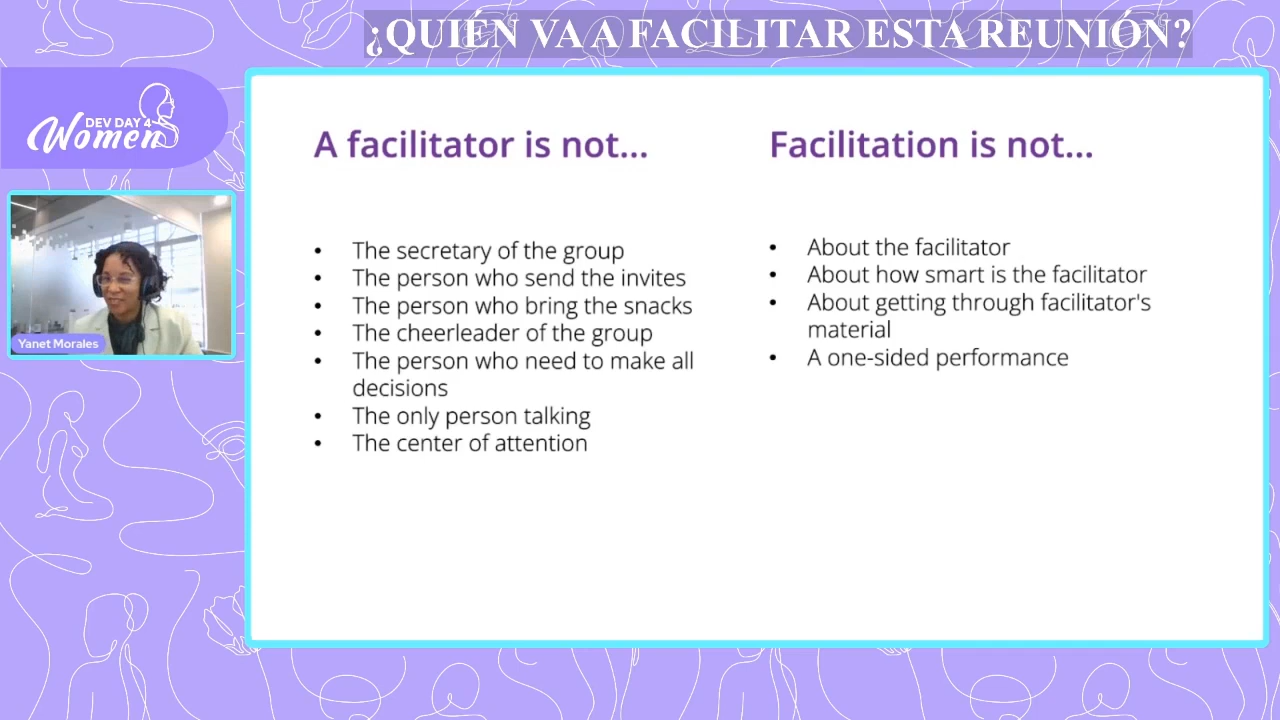 ¿QUIÉN VA A FACILITAR ESTA REUNIÓN?
DEV DAY 4
Women
Yanet Morales
A facilitator is not...
• The secretary of the group
• The person who send the invites
• The person who bring the snacks
• The cheerleader of the group
• The person who need to make all
decisions
• The only person talking
• The center of attention
Facilitation is not...
• About the facilitator
• About how smart is the facilitator
• About getting through facilitator's
material
• A one-sided performance